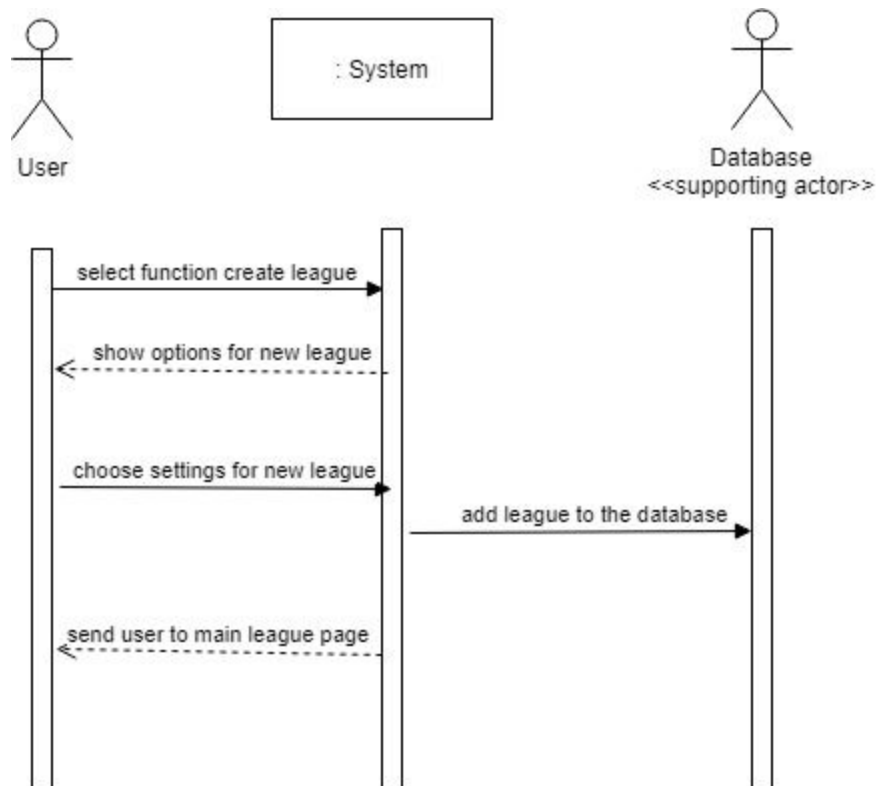 : System
User
Database
<<supporting actor>>
select function create league
show options for new league
choose settings for new league
add league to the database
send user to main league page